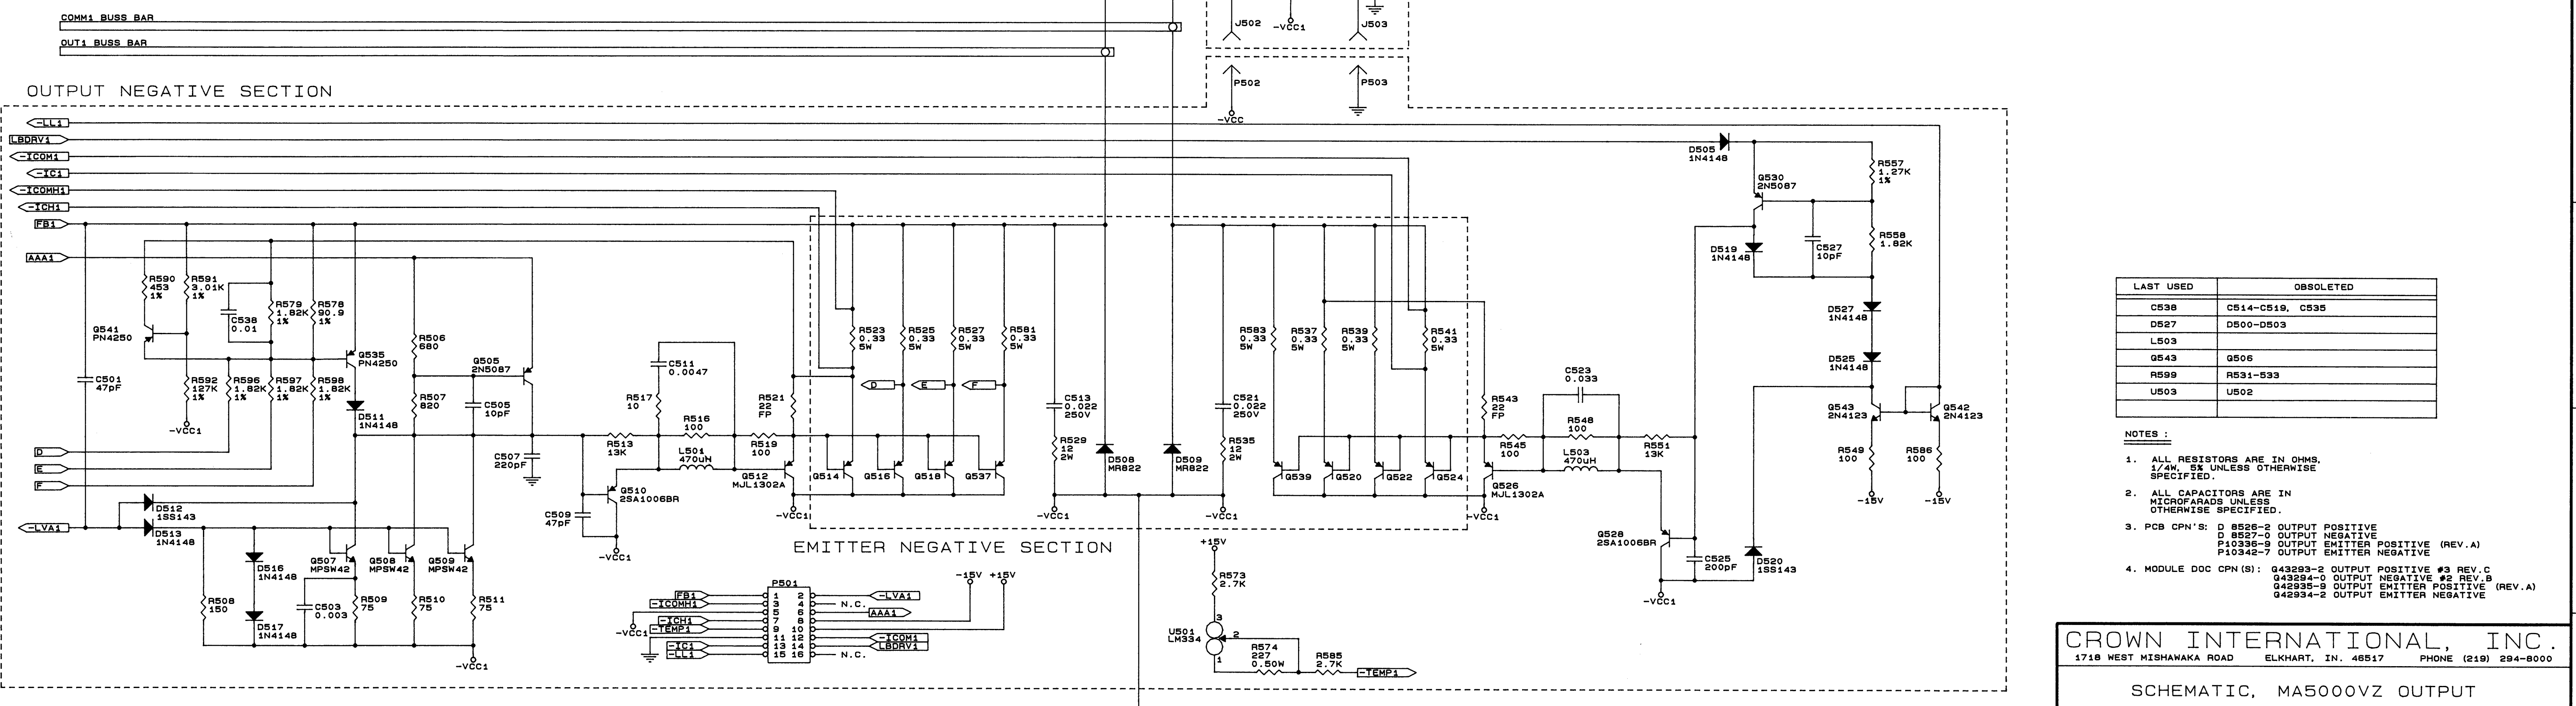 COMM1 BUSS BAR
OUT1 BUSS BAR
J502
-VCC1
J503
P502
P503
-VCC
OUTPUT NEGATIVE SECTION
-LL1
LBDRV1
-ICOM1
-IC1
-ICOMH1
-ICH1
FB1
AAA1
D505
1N4148
R557
1.27K
1%
Q530
2N5087
R558
1.82K
D519
1N4148
C527
10pF
D527
1N4148
D525
1N4148
Q543
2N4123
Q542
2N4123
R549
100
R586
100
-15V
-15V
R590
453
1%
R591
3.01K
1%
C538
0.01
R579
1.82K
1%
R578
90.9
1%
Q541
PN4250
Q535
PN4250
R506
680
Q505
2N5087
C501
47pF
R592
127K
1%
R596
1.82K
1%
R597
1.82K
1%
R598
1.82K
1%
-VCC1
D511
1N4148
R507
820
C505
10pF
C507
220pF
D
E
F
-LVA1
D512
1SS143
D513
1N4148
R508
150
D516
1N4148
D517
1N4148
Q507
MPSW42
Q508
MPSW42
Q509
MPSW42
C503
0.003
R509
75
R510
75
R511
75
-VCC1
C511
0.0047
R517
10
R516
100
R521
22
FP
R513
13K
L501
470uH
R519
100
Q510
2SA1006BR
C509
47pF
-VCC1
Q512
MJL1302A
-VCC1
R523
0.33
5W
R525
0.33
5W
R527
0.33
5W
R581
0.33
5W
D
E
F
Q514
Q516
Q518
Q537
C513
0.022
250V
R529
12
2W
-VCC1
D508
MR822
D509
MR822
C521
0.022
250V
R535
12
2W
-VCC1
R583
0.33
5W
R537
0.33
5W
R539
0.33
5W
R541
0.33
5W
Q539
Q520
Q522
Q524
R543
22
FP
Q526
MJL1302A
-VCC1
C523
0.033
R545
100
R548
100
L503
470uH
R551
13K
Q528
2SA1006BR
C525
200pF
D520
1SS143
-VCC1
EMITTER NEGATIVE SECTION
P501
-15V
+15V
FB1
1
2
-LVA1
-ICOMH1
3
4
N.C.
5
6
AAA1
-VCC1
-ICH1
7
8
-TEMP1
9
10
11
12
-ICOM1
-IC1
13
14
LBDRV1
-LL1
15
16
N.C.
+15V
R573
2.7K
U501
LM334
3
2
1
R574
227
0.50W
R585
2.7K
-TEMP1
LAST USED OBSOLETED
C538 C514-C519, C535
D527 D500-D503
L503
Q543 Q506
R599 R531-533
U503 U502
NOTES :
1. ALL RESISTORS ARE IN OHMS,
1/4W, 5% UNLESS OTHERWISE
SPECIFIED.
2. ALL CAPACITORS ARE IN
MICROFARADS UNLESS
OTHERWISE SPECIFIED.
3. PCB CPN'S: D 8526-2 OUTPUT POSITIVE
D 8527-0 OUTPUT NEGATIVE
P10336-9 OUTPUT EMITTER POSITIVE (REV.A)
P10342-7 OUTPUT EMITTER NEGATIVE
4. MODULE DOC CPN(S): Q43293-2 OUTPUT POSITIVE #3 REV.C
Q43294-0 OUTPUT NEGATIVE #2 REV.B
Q42935-9 OUTPUT EMITTER POSITIVE (REV.A)
Q42934-2 OUTPUT EMITTER NEGATIVE
CROWN INTERNATIONAL, INC.
1718 WEST MISHAWAKA ROAD ELKHART, IN. 46517 PHONE (219) 294-8000
SCHEMATIC, MA5000VZ OUTPUT